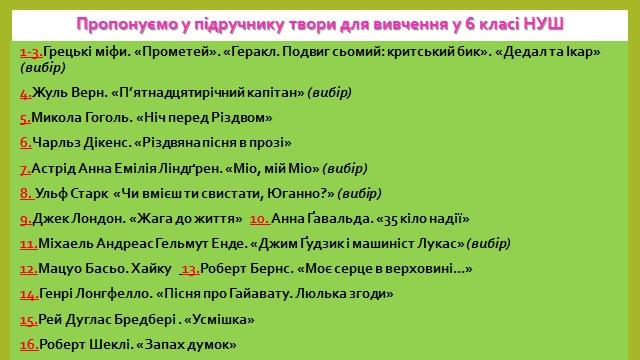 Пропонуємо у підручнику твори для вивчення у 6 класі НУШ
1-3.Грецькі міфи. «Прометей». «Геракл. Подвиг сьомий: критський бик». «Дедал та Ікар»
(вибір)
4.Жуль Верн. «П’ятнадцятирічний капітан» (вибір)
5.Микола Гоголь. «Ніч перед Різдвом»
6.Чарльз Дікенс. «Різдвяна пісня в прозі»
7.Астрід Анна Емілія Ліндґрен. «Міо, мій Міо» (вибір)
8. Ульф Старк «Чи вмієш ти свистати, Юганно?» (вибір)
9.Джек Лондон. «Жага до життя» 10. Анна Ґавальда. «35 кіло надії»
11.Міхаель Андреас Гельмут Енде. «Джим Ґудзик і машиніст Лукас» (вибір)
12.Мацуо Басьо. Хайку 13.Роберт Бернс. «Моє серце в верховині...»
14.Генрі Лонгфелло. «Пісня про Гайавату. Люлька згоди»
15.Рей Дуглас Бредбері . «Усмішка»
16.Роберт Шеклі. «Запах думок»